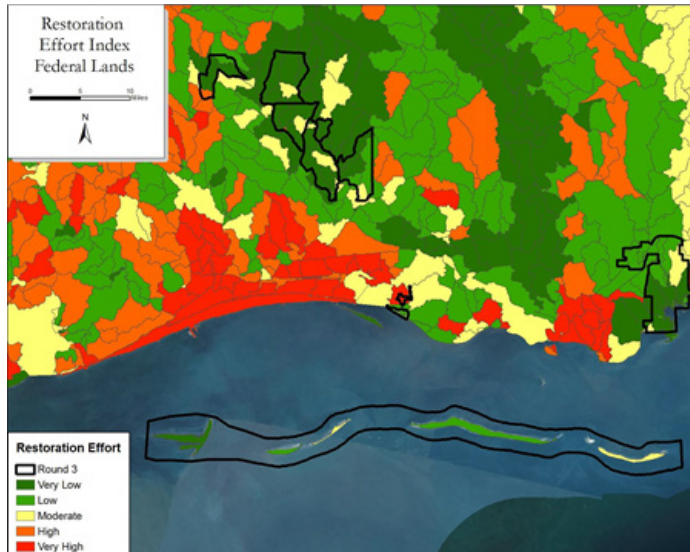 Restoration
Effort Index
Federal Lands
0 5 10
Miles
N
Restoration Effort
Round 3
Very Low
Low
Moderate
High
Very High